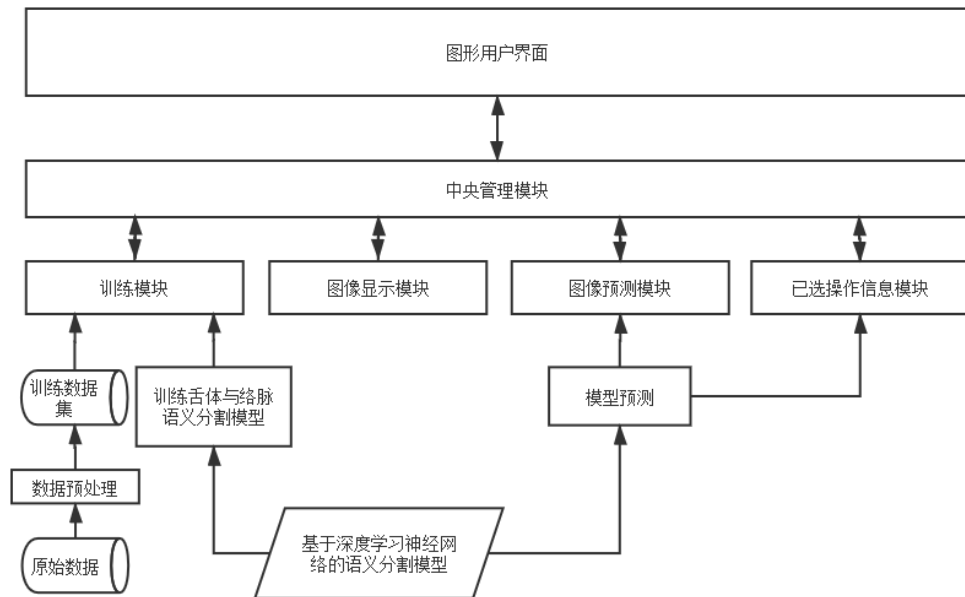 图形用户界面
中央管理模块
训练模块
图像显示模块
图像预测模块
已选操作信息模块
训练数据
集
训练舌体与络脉
语义分割模型
模型预测
数据预处理
原始数据
基于深度学习神经网
络的语义分割模型